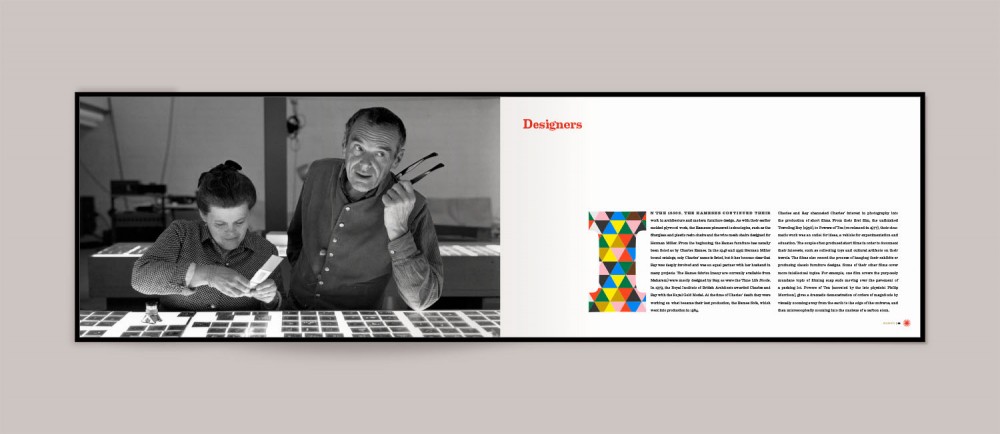 Designers
IN THE 1950S, THE EAMESES CONTINUED THEIR
work in architecture and modern furniture design. As with their earlier
molded plywood work, the Eameses pioneered technologies, such as the
fiberglass and plastic resin chairs and the wire mesh chairs designed for
Herman Miller. From the beginning, the Eames furniture has usually
been listed as by Charles Eames. In the 1948 and 1952 Herman Miller
bound catalogs, only Charles' name is listed, but it has become clear that
Ray was deeply involved and was an equal partner with her husband in
many projects. The Eames fabrics (many are currently available from
Maharam) were mostly designed by Ray, as were the Time Life Stools.
In 1979, the Royal Institute of British Architects awarded Charles and
Ray with the Royal Gold Medal. At the time of Charles' death they were
working on what became their last production, the Eames Sofa, which
went into production in 1984.
Charles and Ray channeled Charles' interest in photography into
the production of short films. From their first film, the unfinished
Traveling Boy (1950), to Powers of Ten (re-released in 1977), their cine-
matic work was an outlet for ideas, a vehicle for experimentation and
education. The couple often produced short films in order to document
their interests, such as collecting toys and cultural artifacts on their
travels. The films also record the process of hanging their exhibits or
producing classic furniture designs. Some of their other films cover
more intellectual topics. For example, one film covers the purposely
mundane topic of filming soap suds moving over the pavement of
a parking lot. Powers of Ten (narrated by the late physicist Philip
Morrison), gives a dramatic demonstration of orders of magnitude by
visually zooming away from the earth to the edge of the universe, and
then microscopically zooming into the nucleus of a carbon atom.